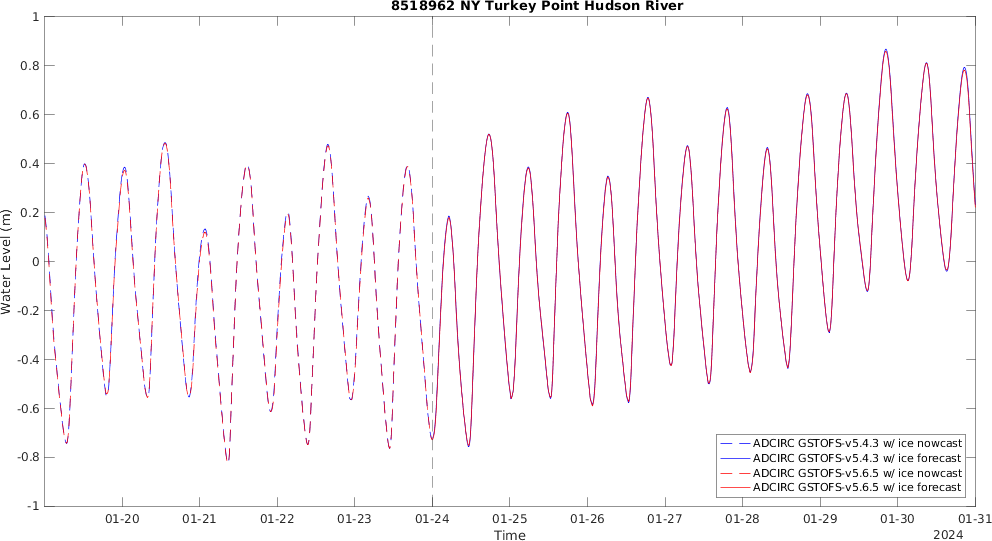 8518962 NY Turkey Point Hudson River
Water Level (m)
1
0.8
0.6
0.4
0.2
0
-0.2
-0.4
-0.6
-0.8
-1
01-20 01-21 01-22 01-23 01-24 01-25 01-26 01-27 01-28 01-29 01-30 01-31
Time
2024
ADCIRC GSTOFS-v5.4.3 w/ ice nowcast
ADCIRC GSTOFS-v5.4.3 w/ ice forecast
ADCIRC GSTOFS-v5.6.5 w/ ice nowcast
ADCIRC GSTOFS-v5.6.5 w/ ice forecast